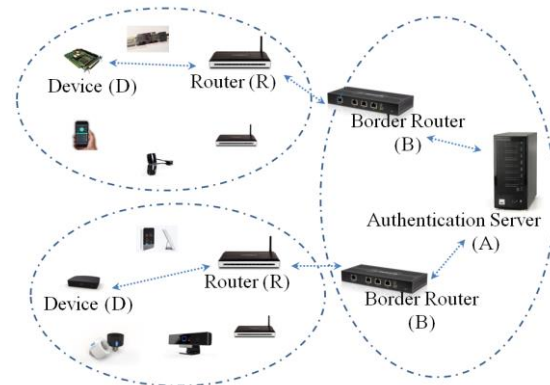 Device (D)
Router (R)
Border Router
(B)
Authentication Server
(A)
Device (D)
Router (R)
Border Router
(B)